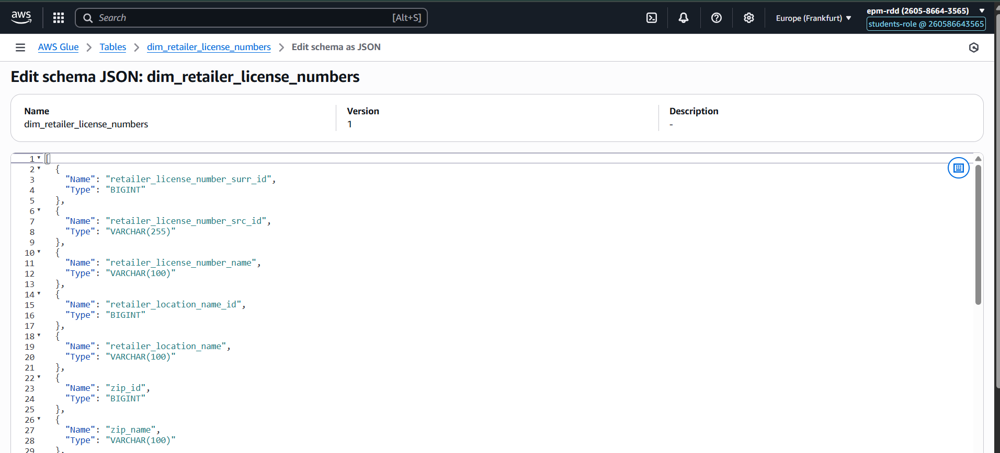 aws
Search [Alt+S]
Europe (Frankfurt)
epm-rdd (2605-8664-3565)
students-role @ 260586643565
AWS Glue
Tables
dim_retailer_license_numbers
Edit schema as JSON
Edit schema JSON: dim_retailer_license_numbers
Name
dim_retailer_license_numbers
Version
1
Description
-
1 [
2 {
3 "Name": "retailer_license_number_surr_id",
4 "Type": "BIGINT"
5 },
6 {
7 "Name": "retailer_license_number_src_id",
8 "Type": "VARCHAR(255)"
9 },
10 {
11 "Name": "retailer_license_number_name",
12 "Type": "VARCHAR(100)"
13 },
14 {
15 "Name": "retailer_location_name_id",
16 "Type": "BIGINT"
17 },
18 {
19 "Name": "retailer_location_name",
20 "Type": "VARCHAR(100)"
21 },
22 {
23 "Name": "zip_id",
24 "Type": "BIGINT"
25 },
26 {
27 "Name": "zip_name",
28 "Type": "VARCHAR(100)"
29 },